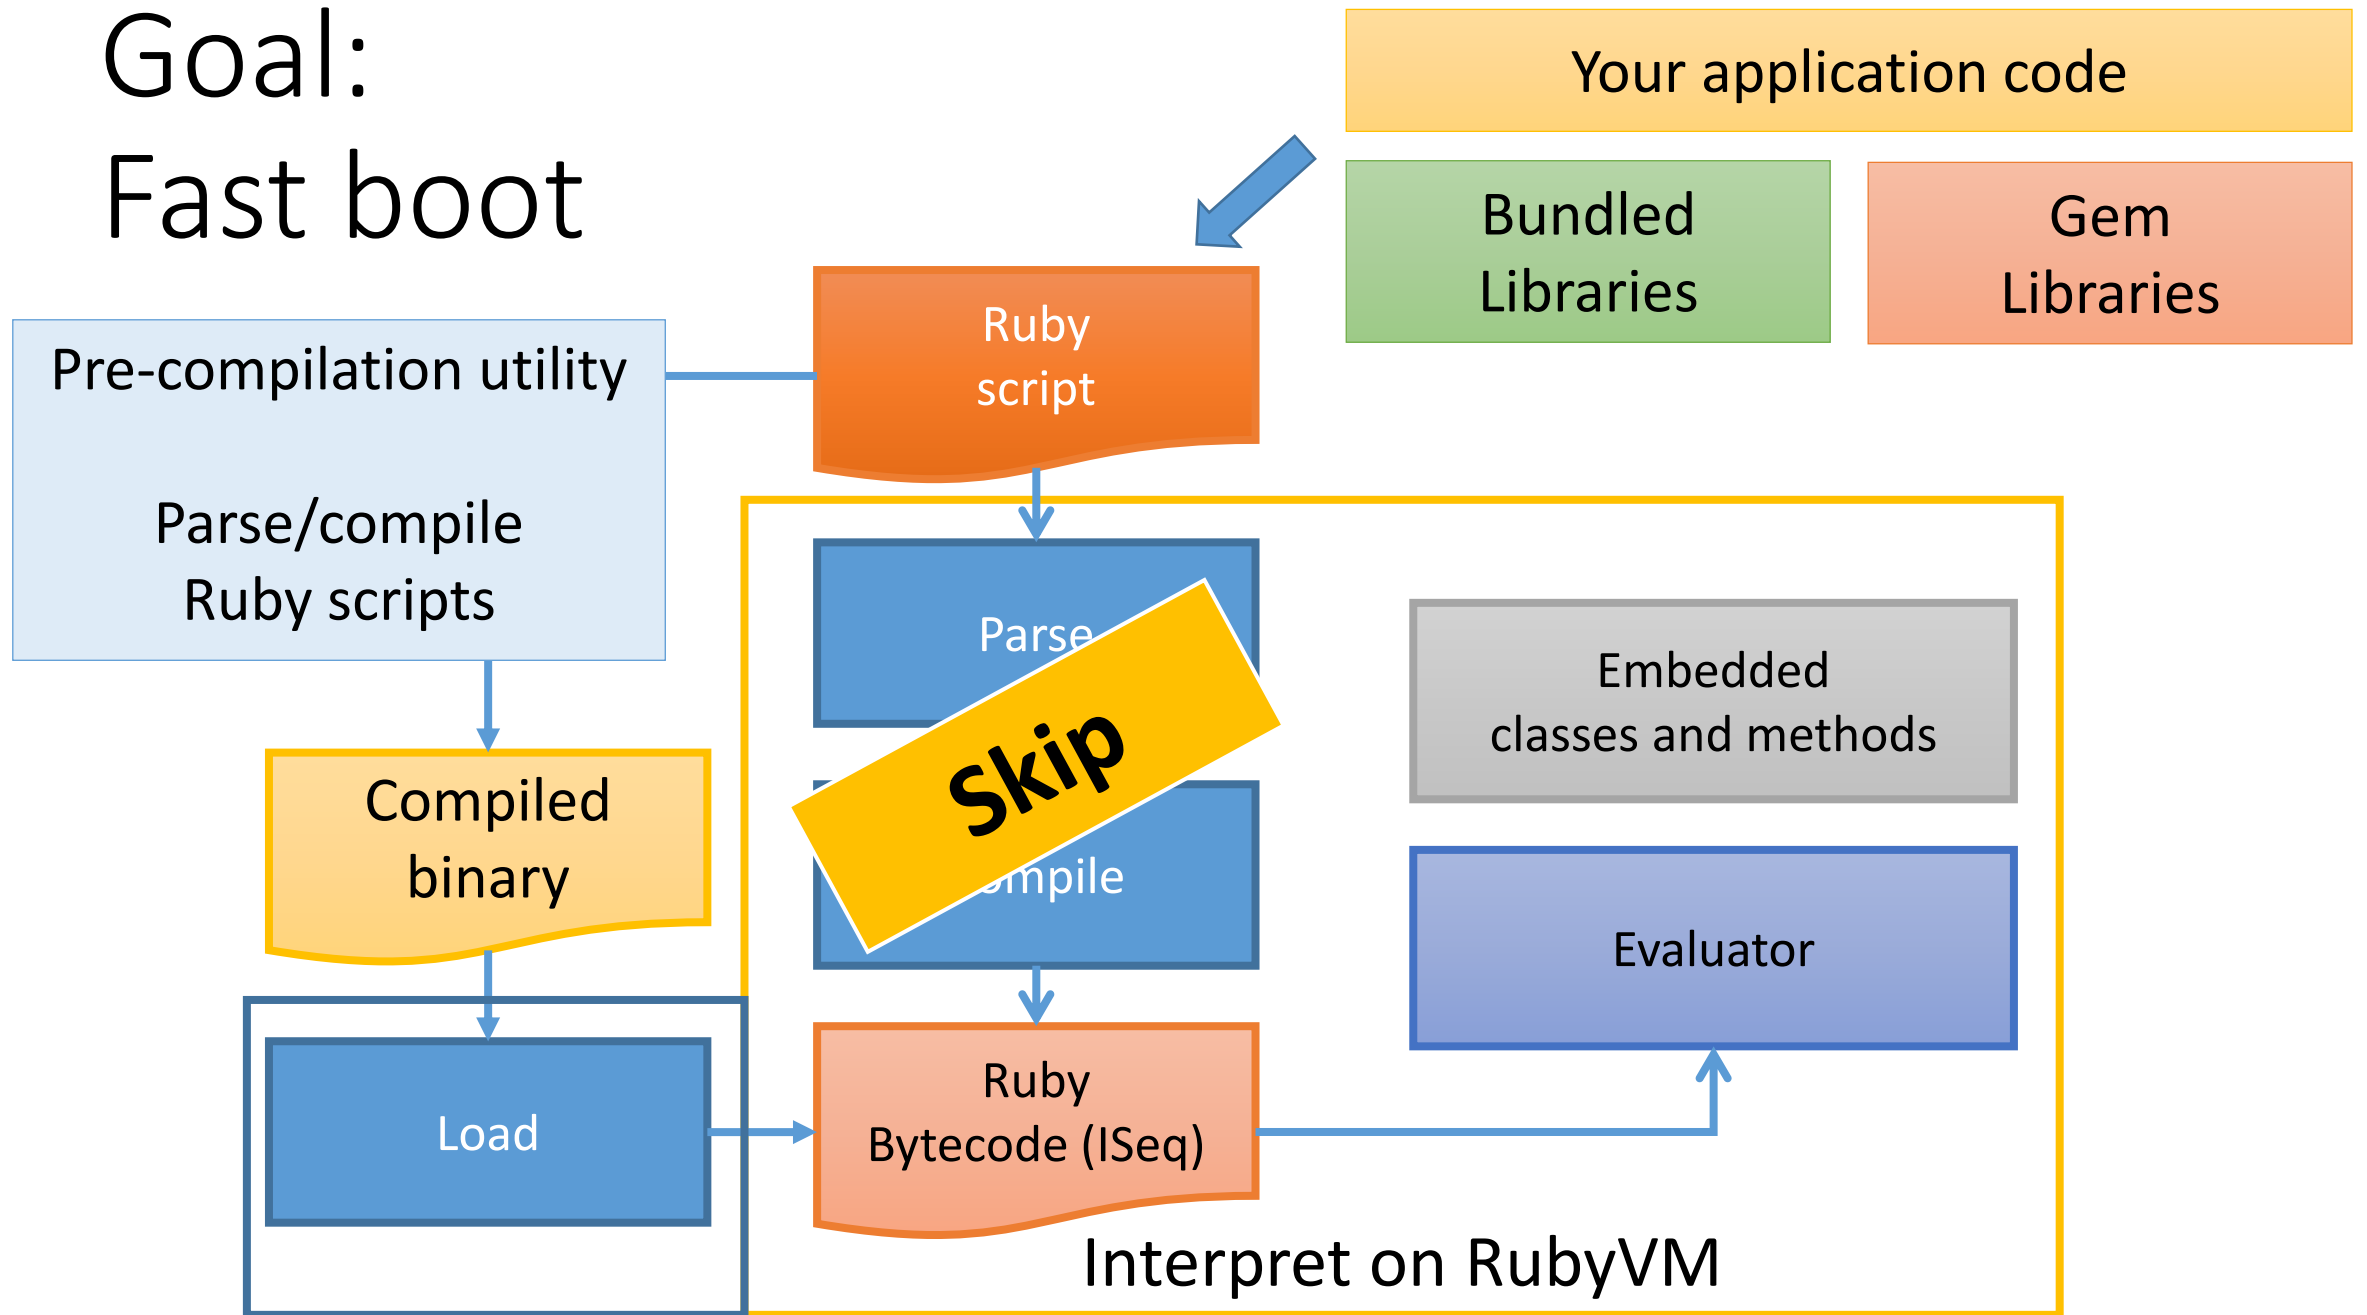 Goal:
Fast boot
Your application code
Bundled
Libraries
Gem
Libraries
Ruby
script
Pre-compilation utility
Parse/compile
Ruby scripts
Parse
Skip
Embedded
classes and methods
Compiled
binary
Evaluator
Load
Ruby
Bytecode (ISeq)
Interpret on RubyVM